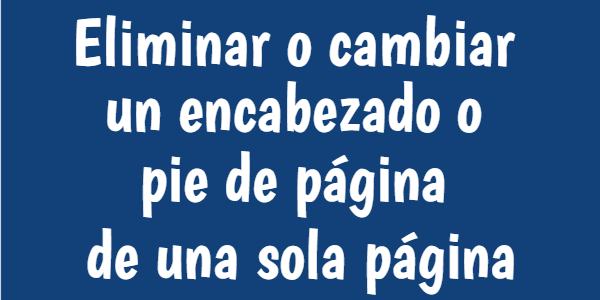 Eliminar o cambiar
un encabezado o
pie de página
de una sola página